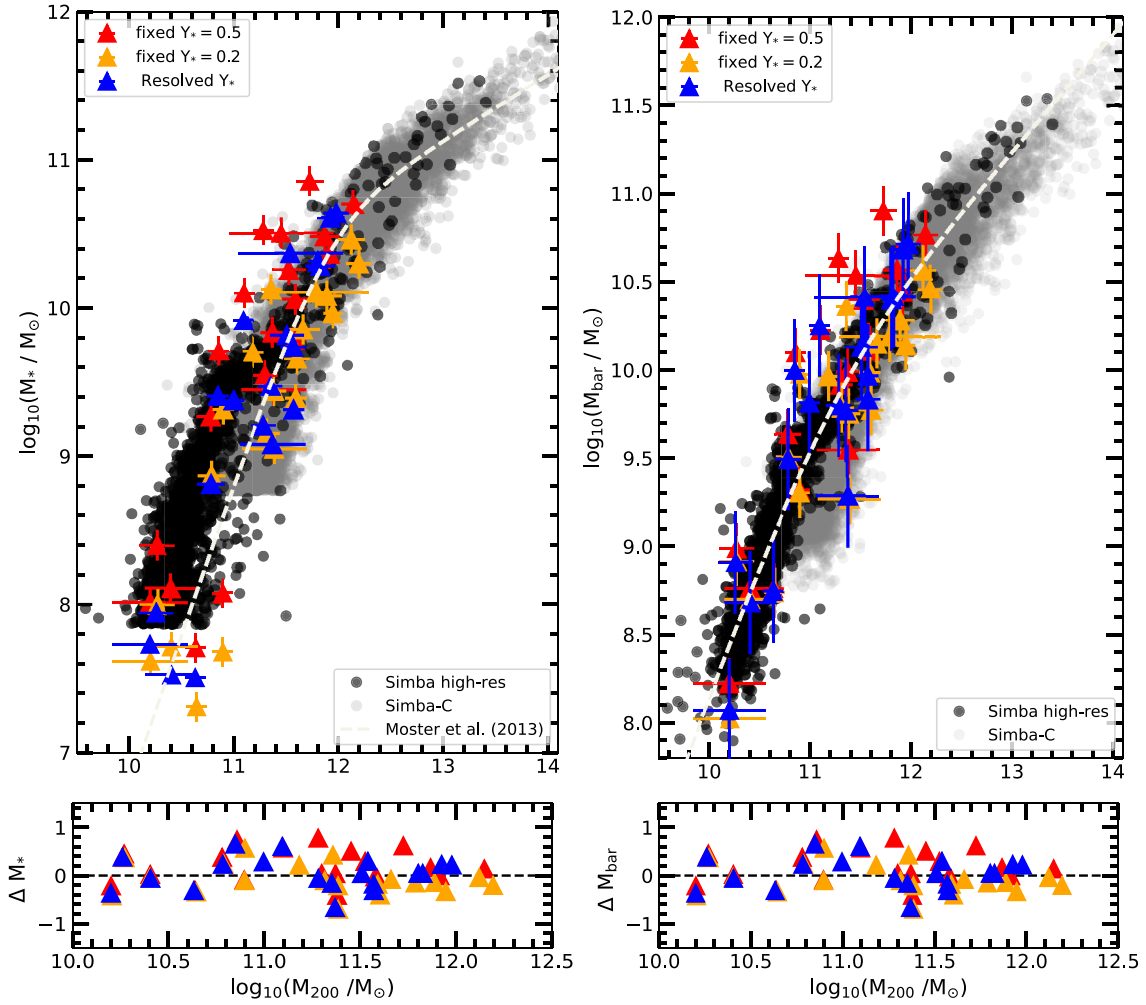 12
11
10
9
8
7
log₁₀(M* / M⊙)
fixed Υ* = 0.5
fixed Υ* = 0.2
Resolved Υ*
Simba high-res
Simba-C
Moster et al. (2013)
10 11 12 13 14
12.0
11.5
11.0
10.5
10.0
9.5
9.0
8.5
8.0
log₁₀(M_bar / M⊙)
fixed Υ* = 0.5
fixed Υ* = 0.2
Resolved Υ*
Simba high-res
Simba-C
10 11 12 13 14
1
0
−1
Δ M*
10.0 10.5 11.0 11.5 12.0 12.5
log₁₀(M₂₀₀ /M⊙)
1
0
−1
Δ M_bar
10.0 10.5 11.0 11.5 12.0 12.5
log₁₀(M₂₀₀ /M⊙)